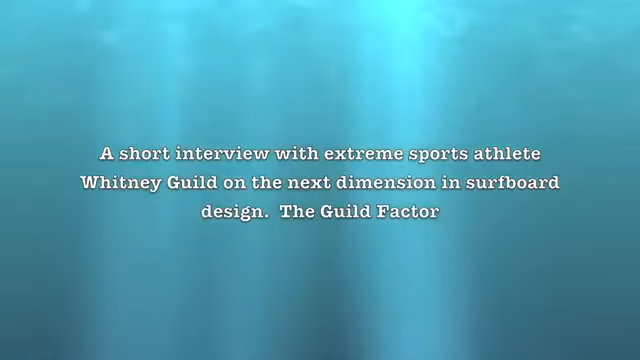 A short interview with extreme sports athlete
Whitney Guild on the next dimension in surfboard
design.  The Guild Factor